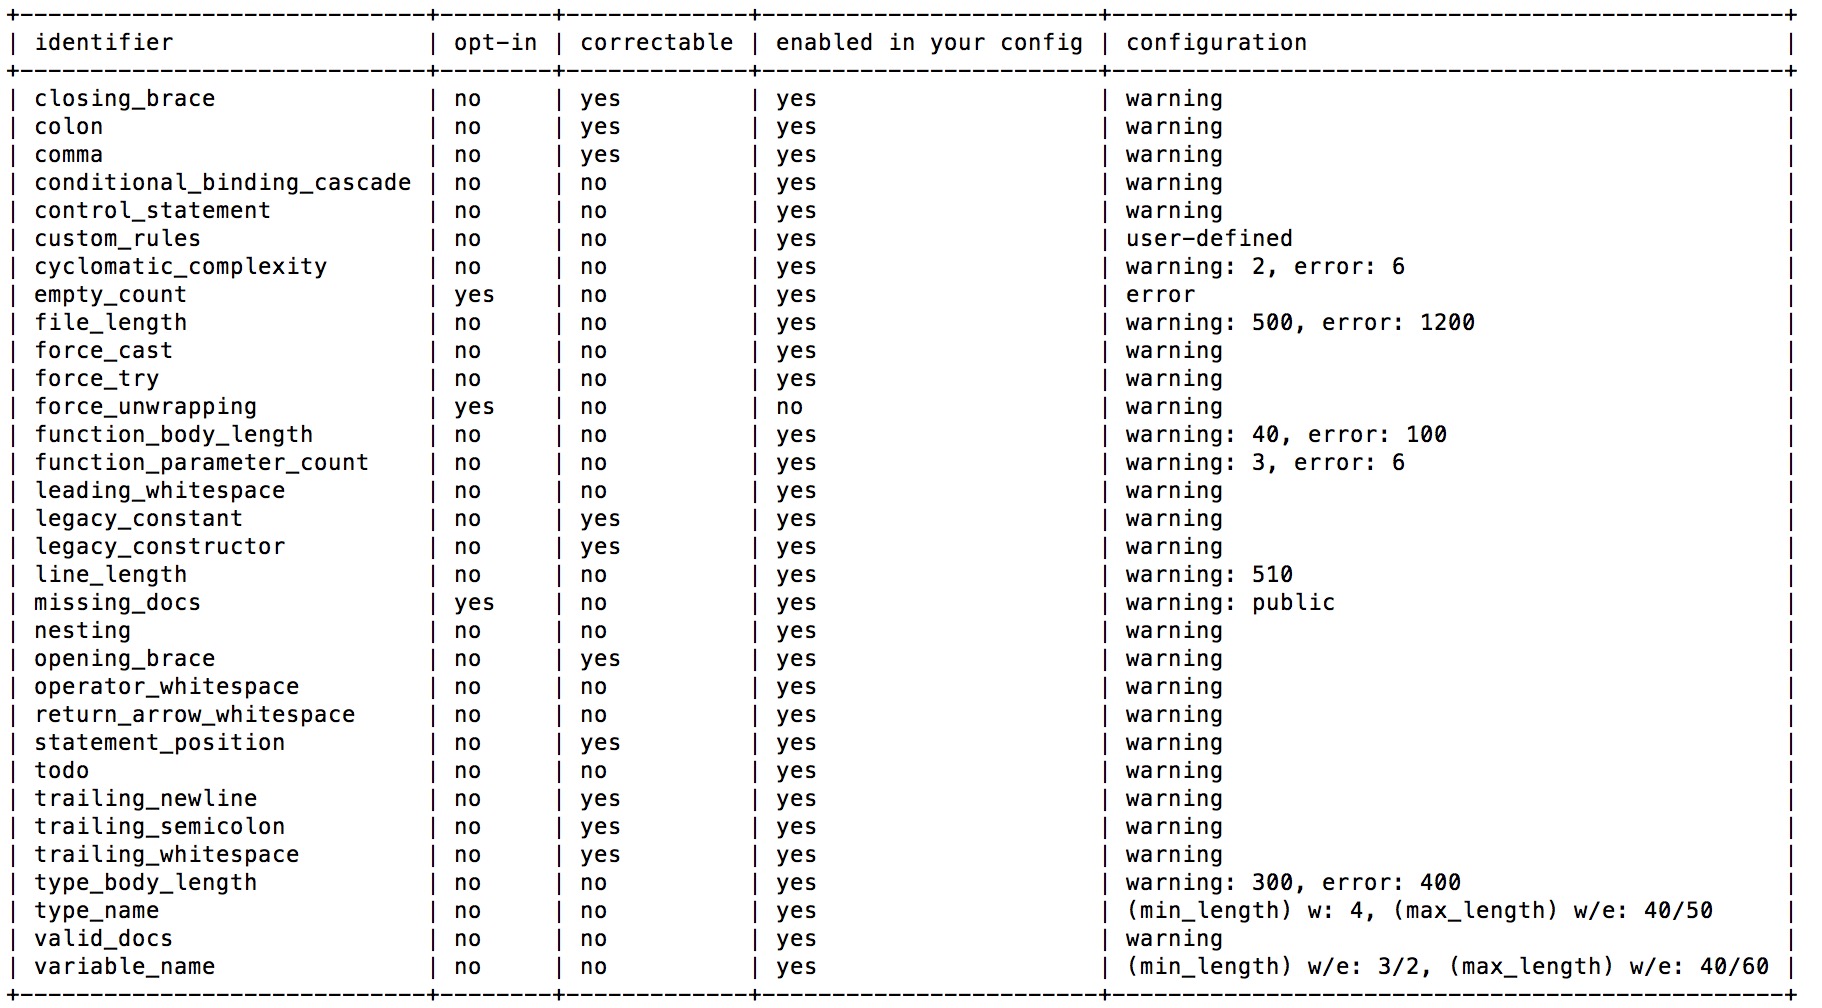 +-----------------------------+--------+-------------+------------------------+------------------------------------------------+
| identifier                  | opt-in | correctable | enabled in your config | configuration                                  |
+-----------------------------+--------+-------------+------------------------+------------------------------------------------+
| closing_brace               | no     | yes         | yes                    | warning                                        |
| colon                       | no     | yes         | yes                    | warning                                        |
| comma                       | no     | yes         | yes                    | warning                                        |
| conditional_binding_cascade | no     | no          | yes                    | warning                                        |
| control_statement           | no     | no          | yes                    | warning                                        |
| custom_rules                | no     | no          | yes                    | user-defined                                   |
| cyclomatic_complexity       | no     | no          | yes                    | warning: 2, error: 6                           |
| empty_count                 | yes    | no          | yes                    | error                                          |
| file_length                 | no     | no          | yes                    | warning: 500, error: 1200                      |
| force_cast                  | no     | no          | yes                    | warning                                        |
| force_try                   | no     | no          | yes                    | warning                                        |
| force_unwrapping            | yes    | no          | no                     | warning                                        |
| function_body_length        | no     | no          | yes                    | warning: 40, error: 100                        |
| function_parameter_count    | no     | no          | yes                    | warning: 3, error: 6                           |
| leading_whitespace          | no     | no          | yes                    | warning                                        |
| legacy_constant             | no     | yes         | yes                    | warning                                        |
| legacy_constructor          | no     | yes         | yes                    | warning                                        |
| line_length                 | no     | no          | yes                    | warning: 510                                   |
| missing_docs                | yes    | no          | yes                    | warning: public                                |
| nesting                     | no     | no          | yes                    | warning                                        |
| opening_brace               | no     | yes         | yes                    | warning                                        |
| operator_whitespace         | no     | no          | yes                    | warning                                        |
| return_arrow_whitespace     | no     | no          | yes                    | warning                                        |
| statement_position          | no     | yes         | yes                    | warning                                        |
| todo                        | no     | no          | yes                    | warning                                        |
| trailing_newline            | no     | yes         | yes                    | warning                                        |
| trailing_semicolon          | no     | yes         | yes                    | warning                                        |
| trailing_whitespace         | no     | yes         | yes                    | warning                                        |
| type_body_length            | no     | no          | yes                    | warning: 300, error: 400                       |
| type_name                   | no     | no          | yes                    | (min_length) w: 4, (max_length) w/e: 40/50     |
| valid_docs                  | no     | no          | yes                    | warning                                        |
| variable_name               | no     | no          | yes                    | (min_length) w/e: 3/2, (max_length) w/e: 40/60 |
+-----------------------------+--------+-------------+------------------------+------------------------------------------------+